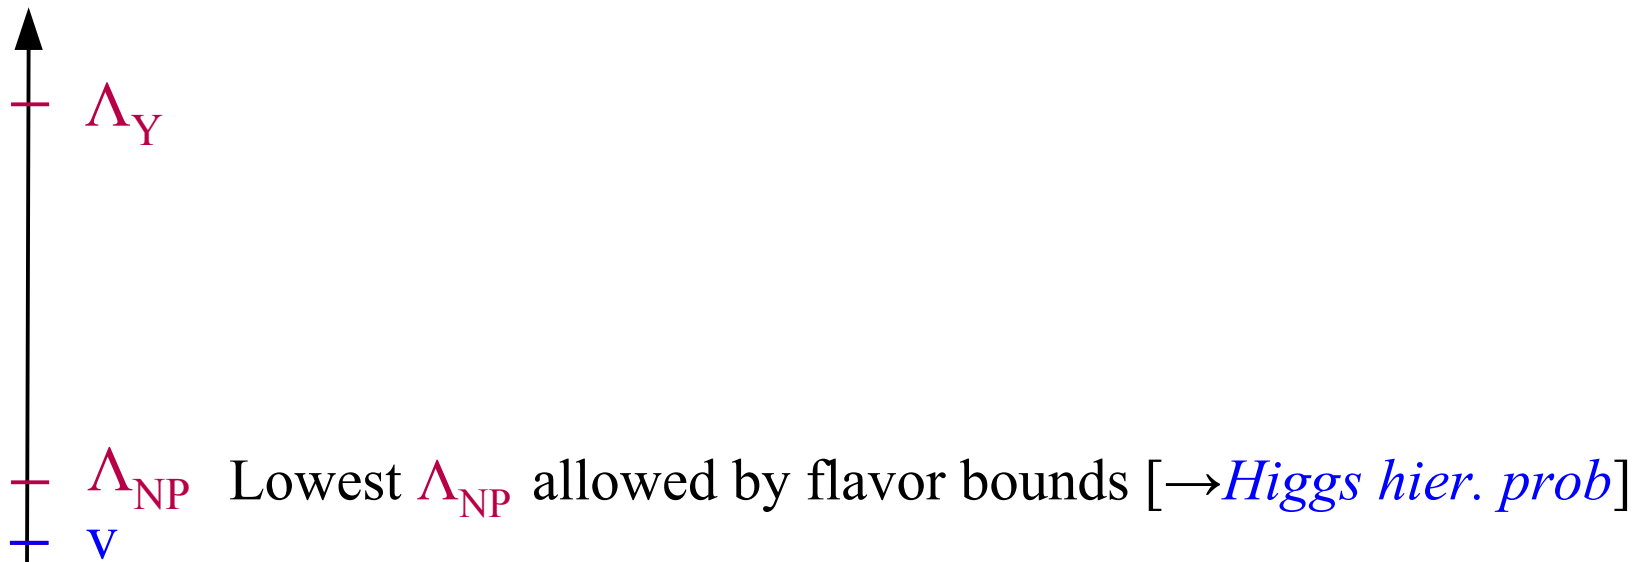 Λ_Y
Λ_NP Lowest Λ_NP allowed by flavor bounds [→Higgs hier. prob]
v